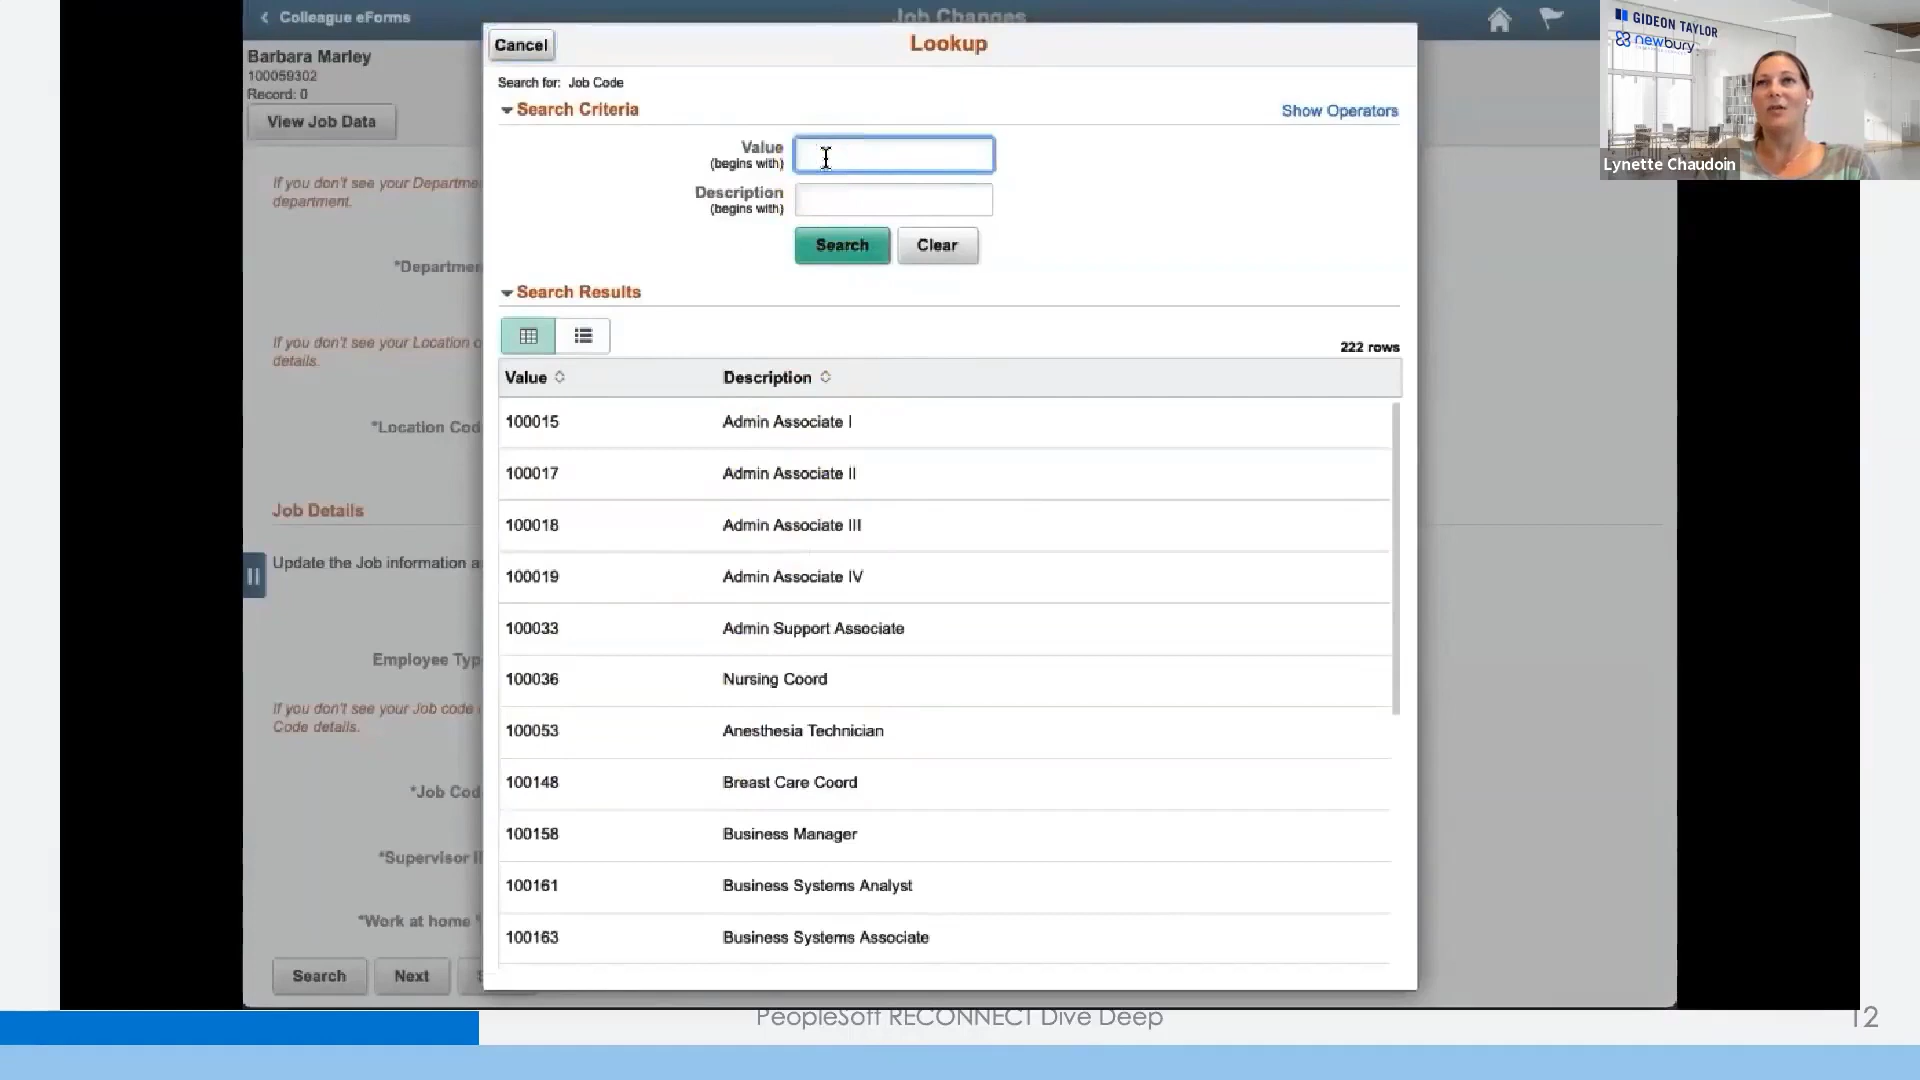 Colleague eForms
Job Changes
Barbara Marley
100059302
Record: 0
View Job Data
If you don't see your Departme
department.
*Departmen
If you don't see your Location o
details.
*Location Cod
Job Details
Update the Job information a
Employee Typ
If you don't see your Job code
Code details.
*Job Cod
*Supervisor I
*Work at home
Search
Next
S
Cancel
Lookup
Search for: Job Code
Search Criteria
Show Operators
Value
(begins with)
Description
(begins with)
Search
Clear
Search Results
222 rows
Value
Description
100015 Admin Associate I
100017 Admin Associate II
100018 Admin Associate III
100019 Admin Associate IV
100033 Admin Support Associate
100036 Nursing Coord
100053 Anesthesia Technician
100148 Breast Care Coord
100158 Business Manager
100161 Business Systems Analyst
100163 Business Systems Associate
GIDEON TAYLOR
newbury
Lynette Chaudoin
PeopleSoft RECONNECT Dive Deep
12